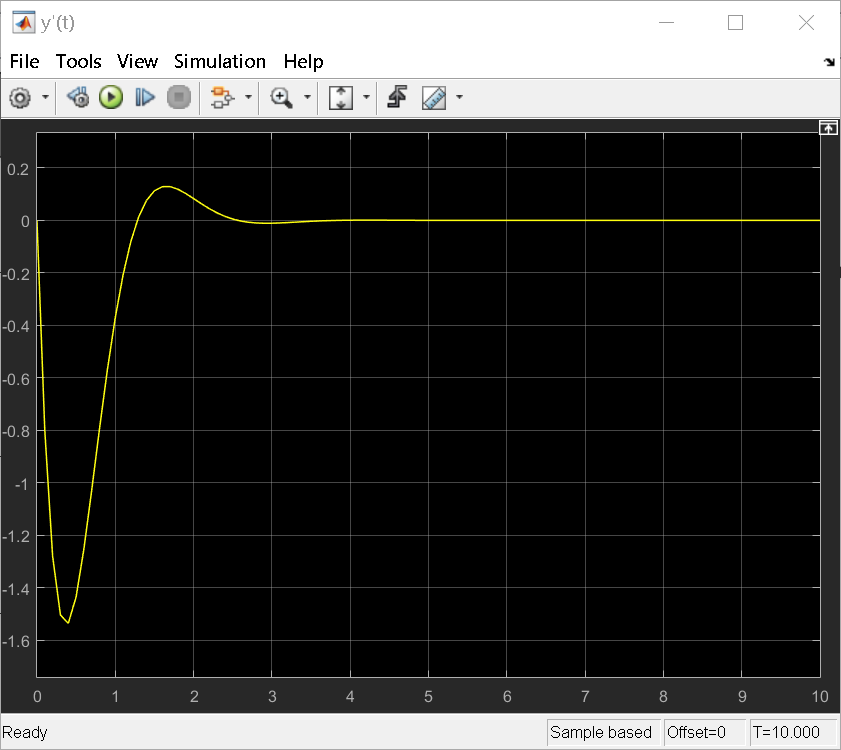 y'(t)
File Tools View Simulation Help
0.2
0
-0.2
-0.4
-0.6
-0.8
-1
-1.2
-1.4
-1.6
0 1 2 3 4 5 6 7 8 9 10
Ready Sample based Offset=0 T=10.000